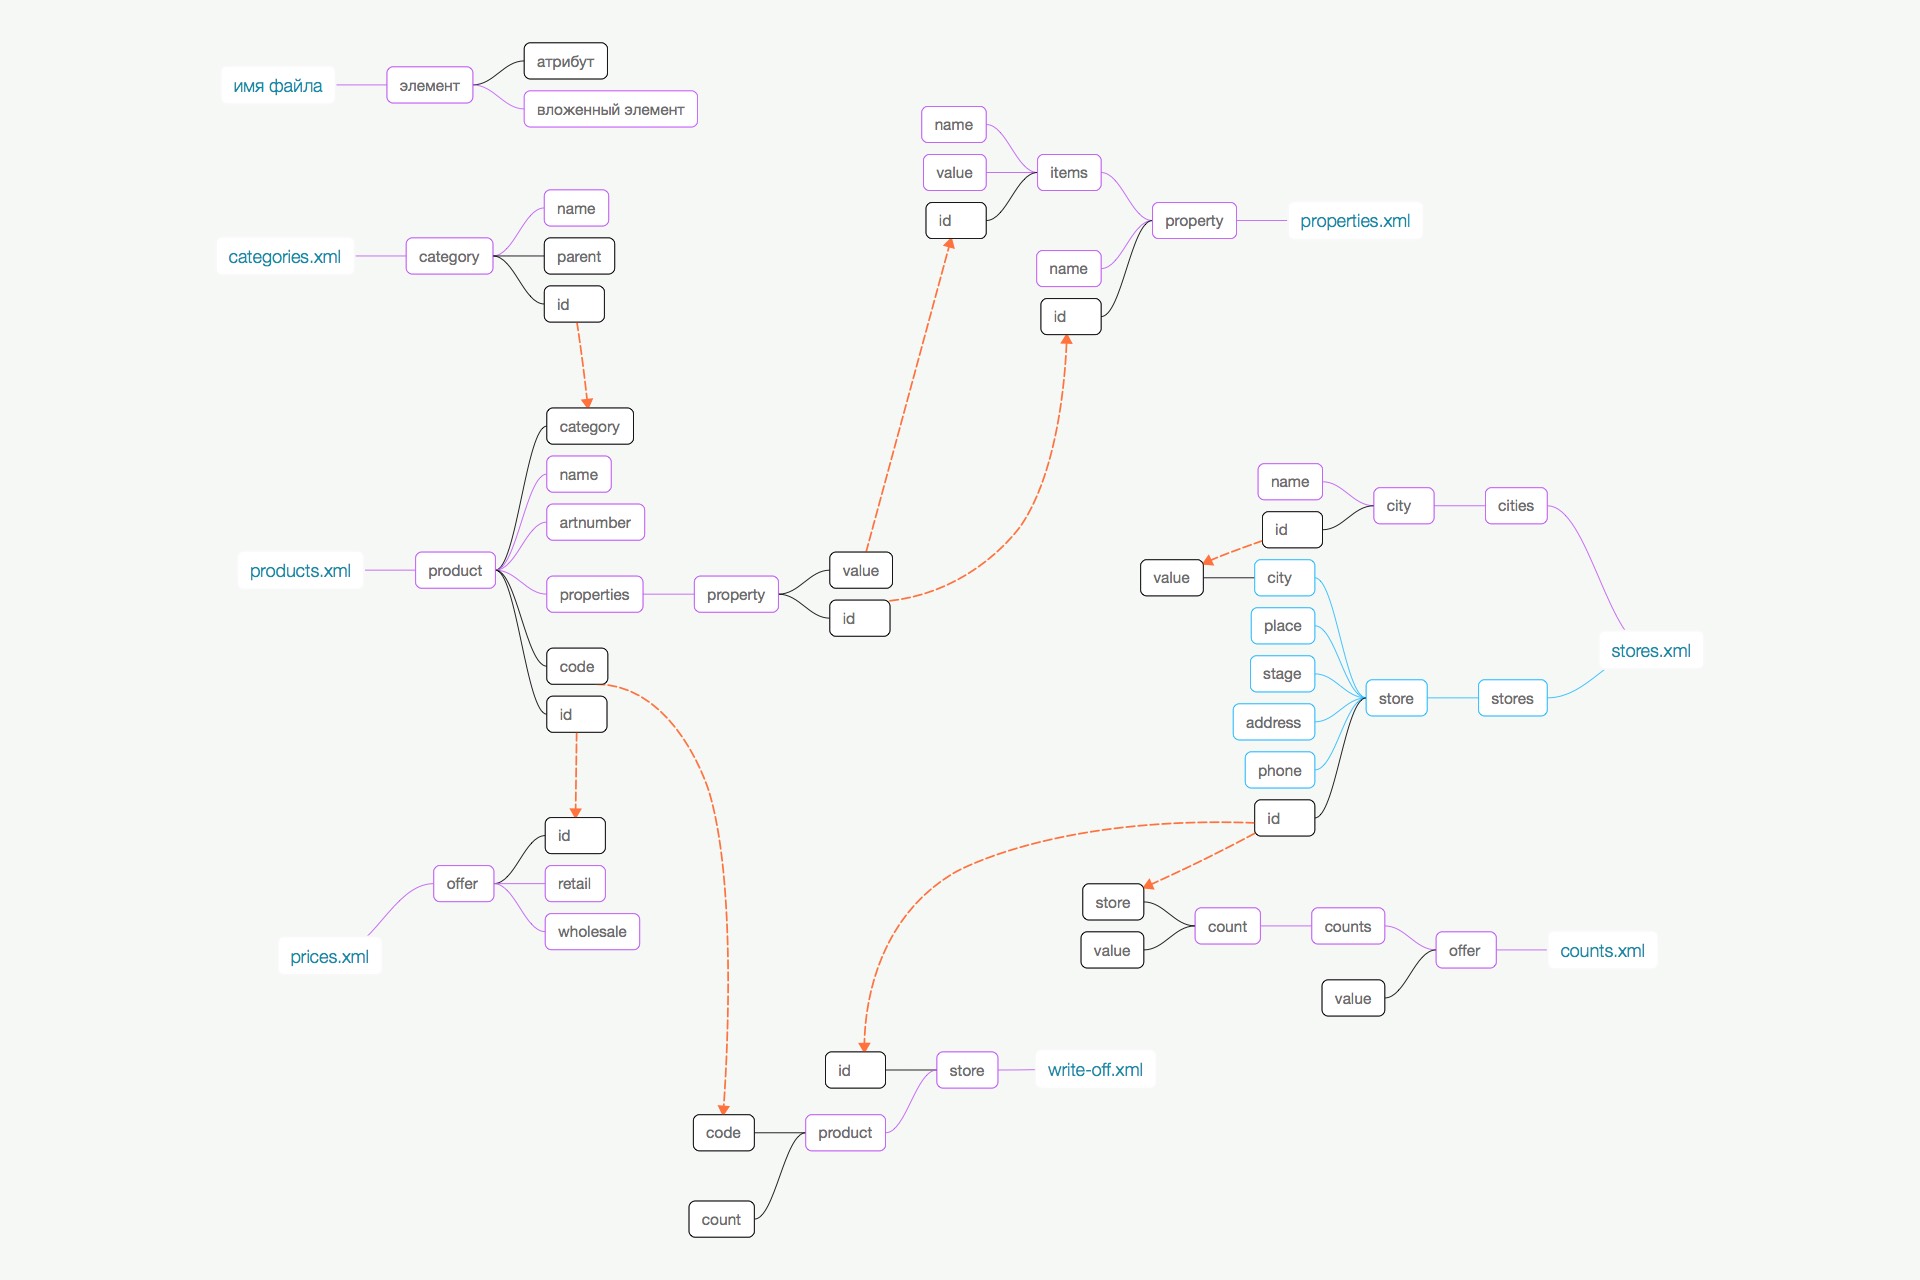 имя файла
элемент
атрибут
вложенный элемент
categories.xml
category
name
parent
id
products.xml
product
category
name
artnumber
properties
property
value
id
code
id
prices.xml
offer
id
retail
wholesale
name
value
id
items
name
id
property
properties.xml
name
id
city
cities
value
city
place
stage
address
phone
id
store
stores
stores.xml
store
value
count
counts
value
offer
counts.xml
id
store
write-off.xml
code
product
count